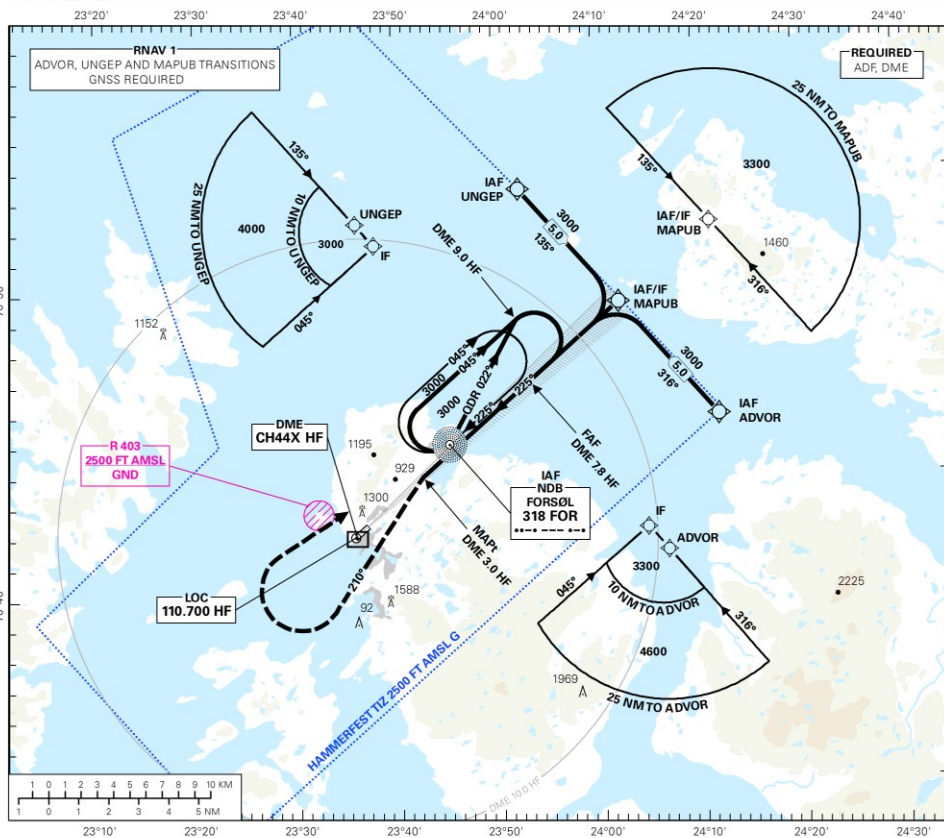 23°20'
23°30'
23°40'
23°50'
24°00'
24°10'
24°20'
24°30'
24°40'
RNAV 1
ADVOR, UNGEP AND MAPUB TRANSITIONS
GNSS REQUIRED
REQUIRED
ADF, DME
25 NM TO UNGEP
4000
10 NM TO UNGEP
3000
135°
045°
UNGEP
IF
IAF
UNGEP
3000
5.0
135°
DME 9.0 HF
25 NM TO MAPUB
3300
135°
IAF/IF
MAPUB
1460
316°
IAF/IF
MAPUB
3000
5.0
316°
IAF
ADVOR
1152
3000
045°
045°
3000
QDR 022°
225°
225°
FAF
DME 7.8 HF
DME
CH44X HF
R 403
2500 FT AMSL
GND
1195
929
1300
IAF
NDB
FORSØL
318 FOR
MAPt
DME 3.0 HF
LOC
110.700 HF
210°
1588
92
IF
ADVOR
3300
10 NM TO ADVOR
045°
316°
4600
25 NM TO ADVOR
2225
1969
HAMMERFEST TIZ 2500 FT AMSL G
DME 10.0 HF
1 0 1 2 3 4 5 6 7 8 9 10 KM
1 0 1 2 3 4 5 NM
23°10'
23°20'
23°30'
23°40'
23°50'
24°00'
24°10'
24°20'
24°30'